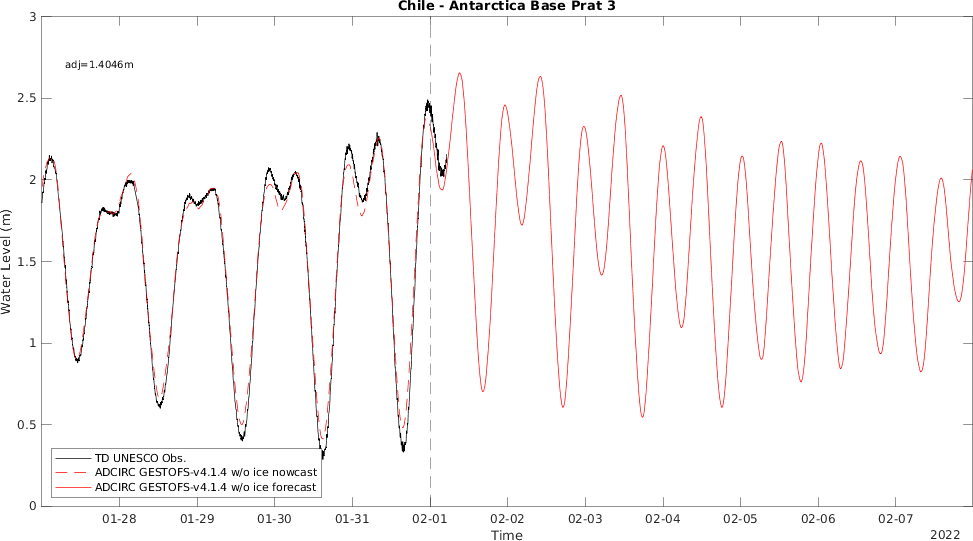 Chile - Antarctica Base Prat 3
adj=1.4046m
3
2.5
2
1.5
1
0.5
0
Water Level (m)
TD UNESCO Obs.
ADCIRC GESTOFS-v4.1.4 w/o ice nowcast
ADCIRC GESTOFS-v4.1.4 w/o ice forecast
01-28 01-29 01-30 01-31 02-01 02-02 02-03 02-04 02-05 02-06 02-07
Time
2022